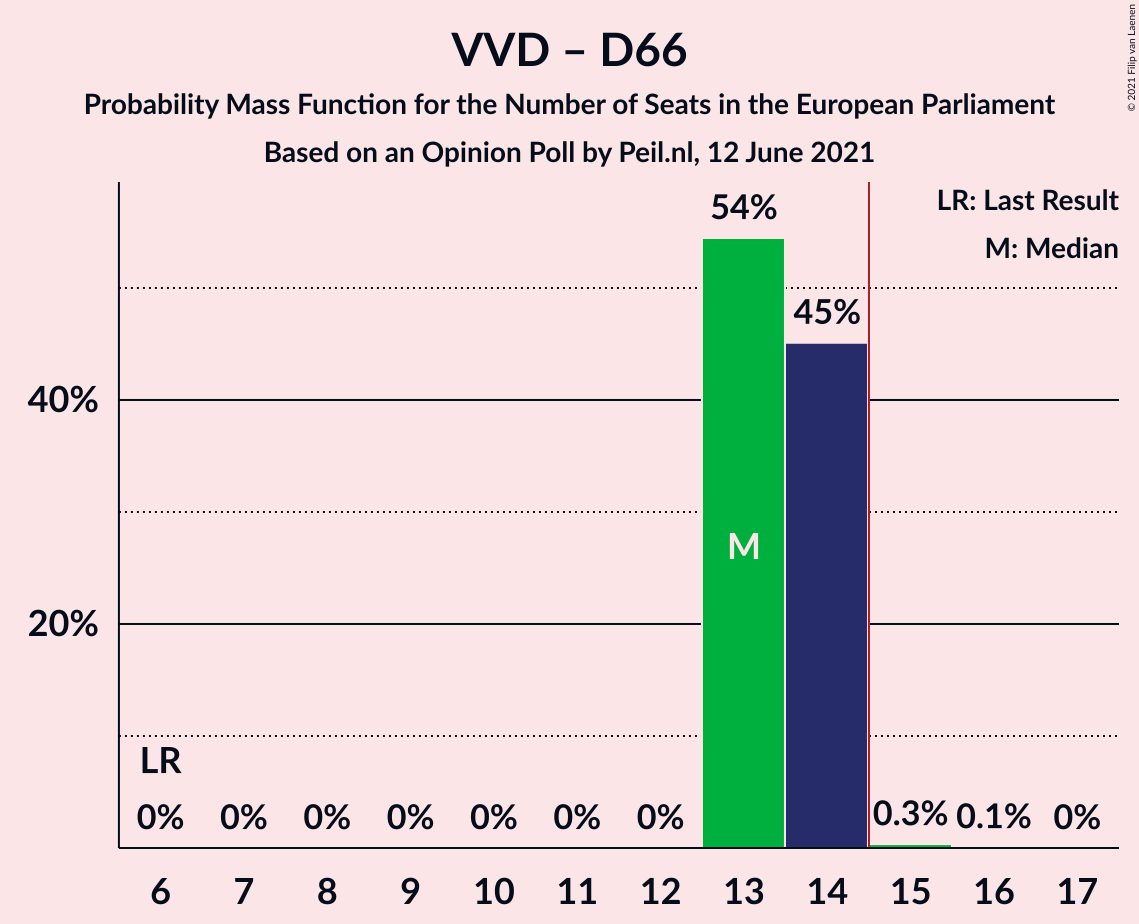 VVD – D66
Probability Mass Function for the Number of Seats in the European Parliament
Based on an Opinion Poll by Peil.nl, 12 June 2021
© 2021 Filip van Laenen
LR: Last Result
M: Median
54%
45%
40%
M
20%
LR
0% 0% 0% 0% 0% 0% 0% 0.3% 0.1% 0%
6 7 8 9 10 11 12 13 14 15 16 17